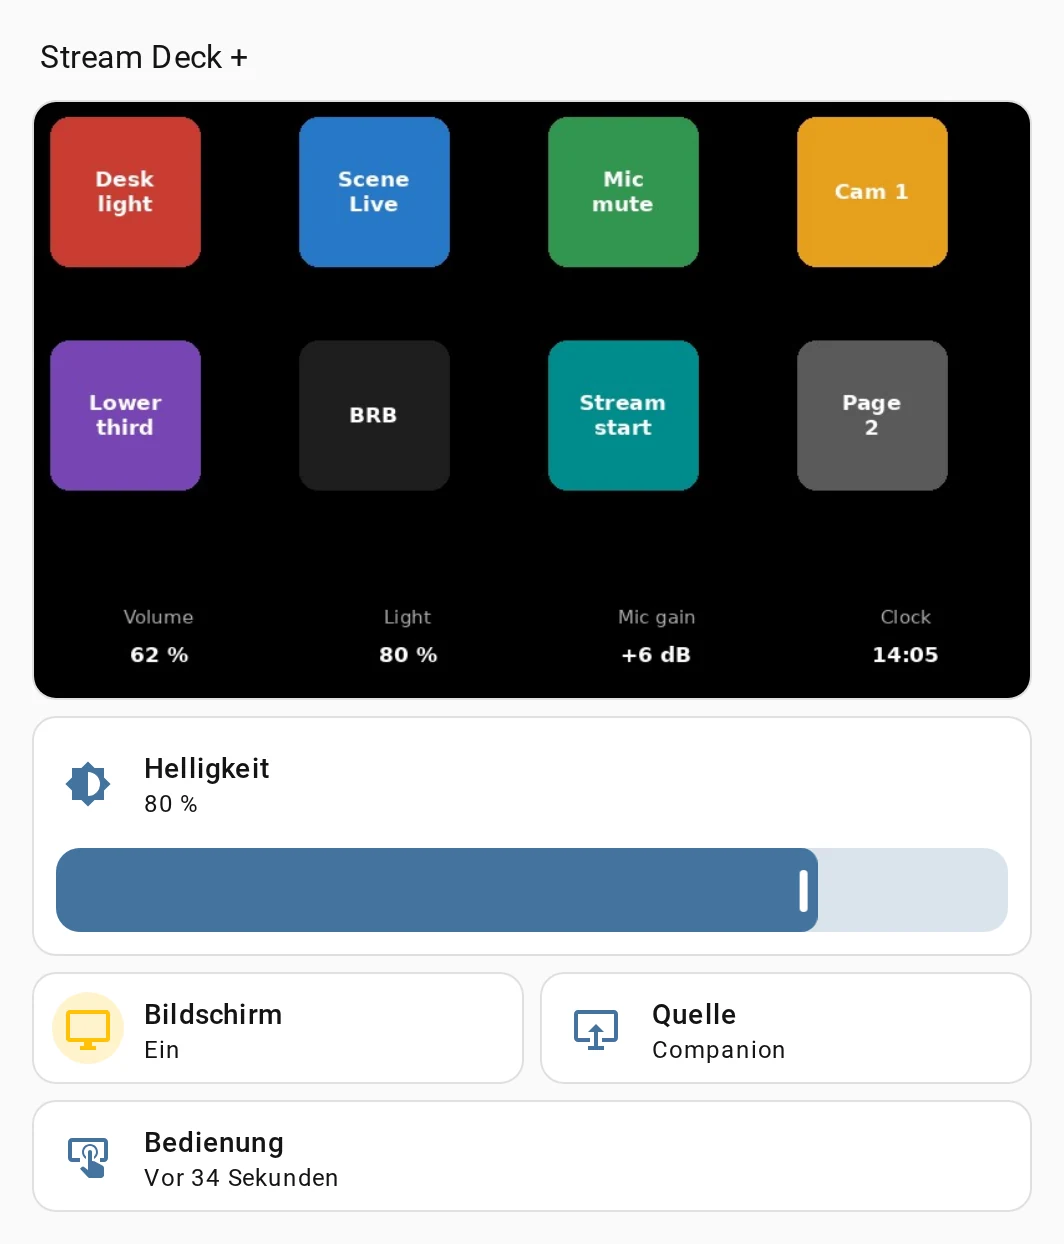 Stream Deck +
Desk
light
Scene
Live
Mic
mute
Cam 1
Lower
third
BRB
Stream
start
Page
2
Volume
62 %
Light
80 %
Mic gain
+6 dB
Clock
14:05
Helligkeit
80 %
Bildschirm
Ein
Quelle
Companion
Bedienung
Vor 34 Sekunden